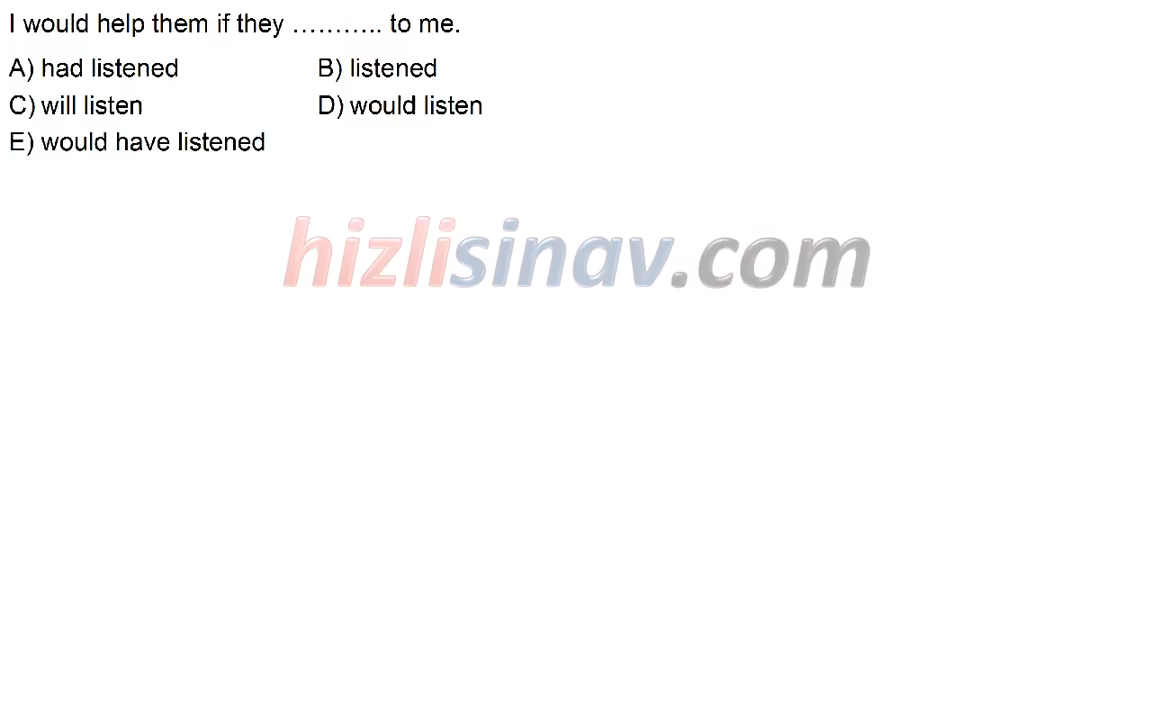 I would help them if they ……….. to me.
A) had listened B) listened
C) will listen D) would listen
E) would have listened
hizlisinav.com